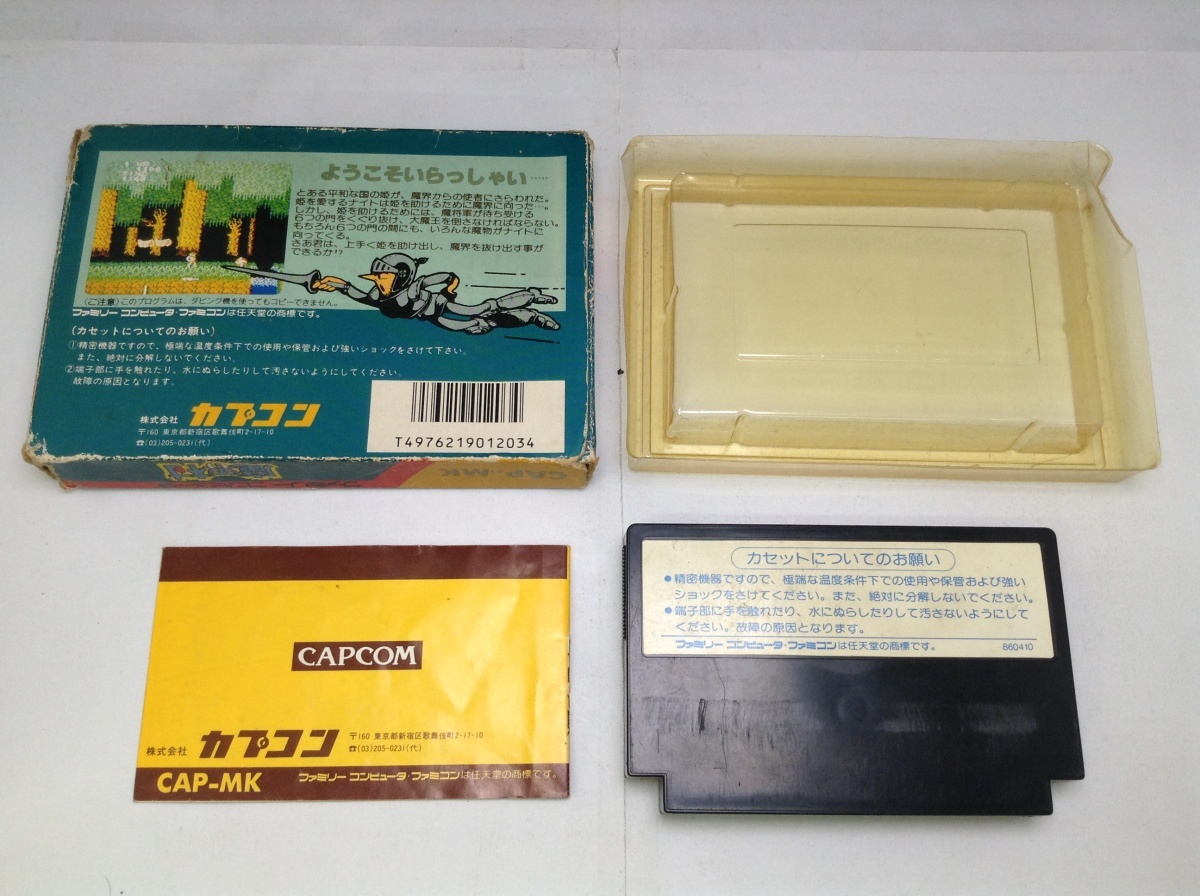 ようこそいらっしゃい……
とある平和な国の姫が、魔界からの使者にさらわれた。
姫を愛するナイトは姫を助けるために魔界に向った…。
しかし、姫を助けるためには、魔将軍が待ち受ける
6つの門をくぐり抜け、大魔王を倒さなければならない。
もちろん6つの門の間にも、いろんな魔物がナイトに
向ってくる。
さあ君は、上手く姫を助け出し、魔界を抜け出す事が
できるか!?
(ご注意)このプログラムは、ダビング機を使ってもコピーできません。
ファミリー コンピュータ・ファミコンは任天堂の商標です。
(カセットについてのお願い)
①精密機器ですので、極端な温度条件下での使用や保管および強いショックをさけて下さい。
また、絶対に分解しないでください。
②端子部に手を触れたり、水にぬらしたりして汚さないようにしてください。
故障の原因となります。
株式会社 カプコン
〒160 東京都新宿区歌舞伎町2-17-10
☎(03)205-0231(代)
T4976219012034
CAP-MK
CAPCOM
株式会社 カプコン 〒160 東京都新宿区歌舞伎町2-17-10
☎(03)205-0231(代)
CAP-MK ファミリー コンピュータ・ファミコンは任天堂の商標です。
カセットについてのお願い
●精密機器ですので、極端な温度条件下での使用や保管および強い
ショックをさけてください。また、絶対に分解しないでください。
●端子部に手を触れたり、水にぬらしたりして汚さないようにして
ください。故障の原因となります。
ファミリー コンピュータ・ファミコンは任天堂の商標です。 860410